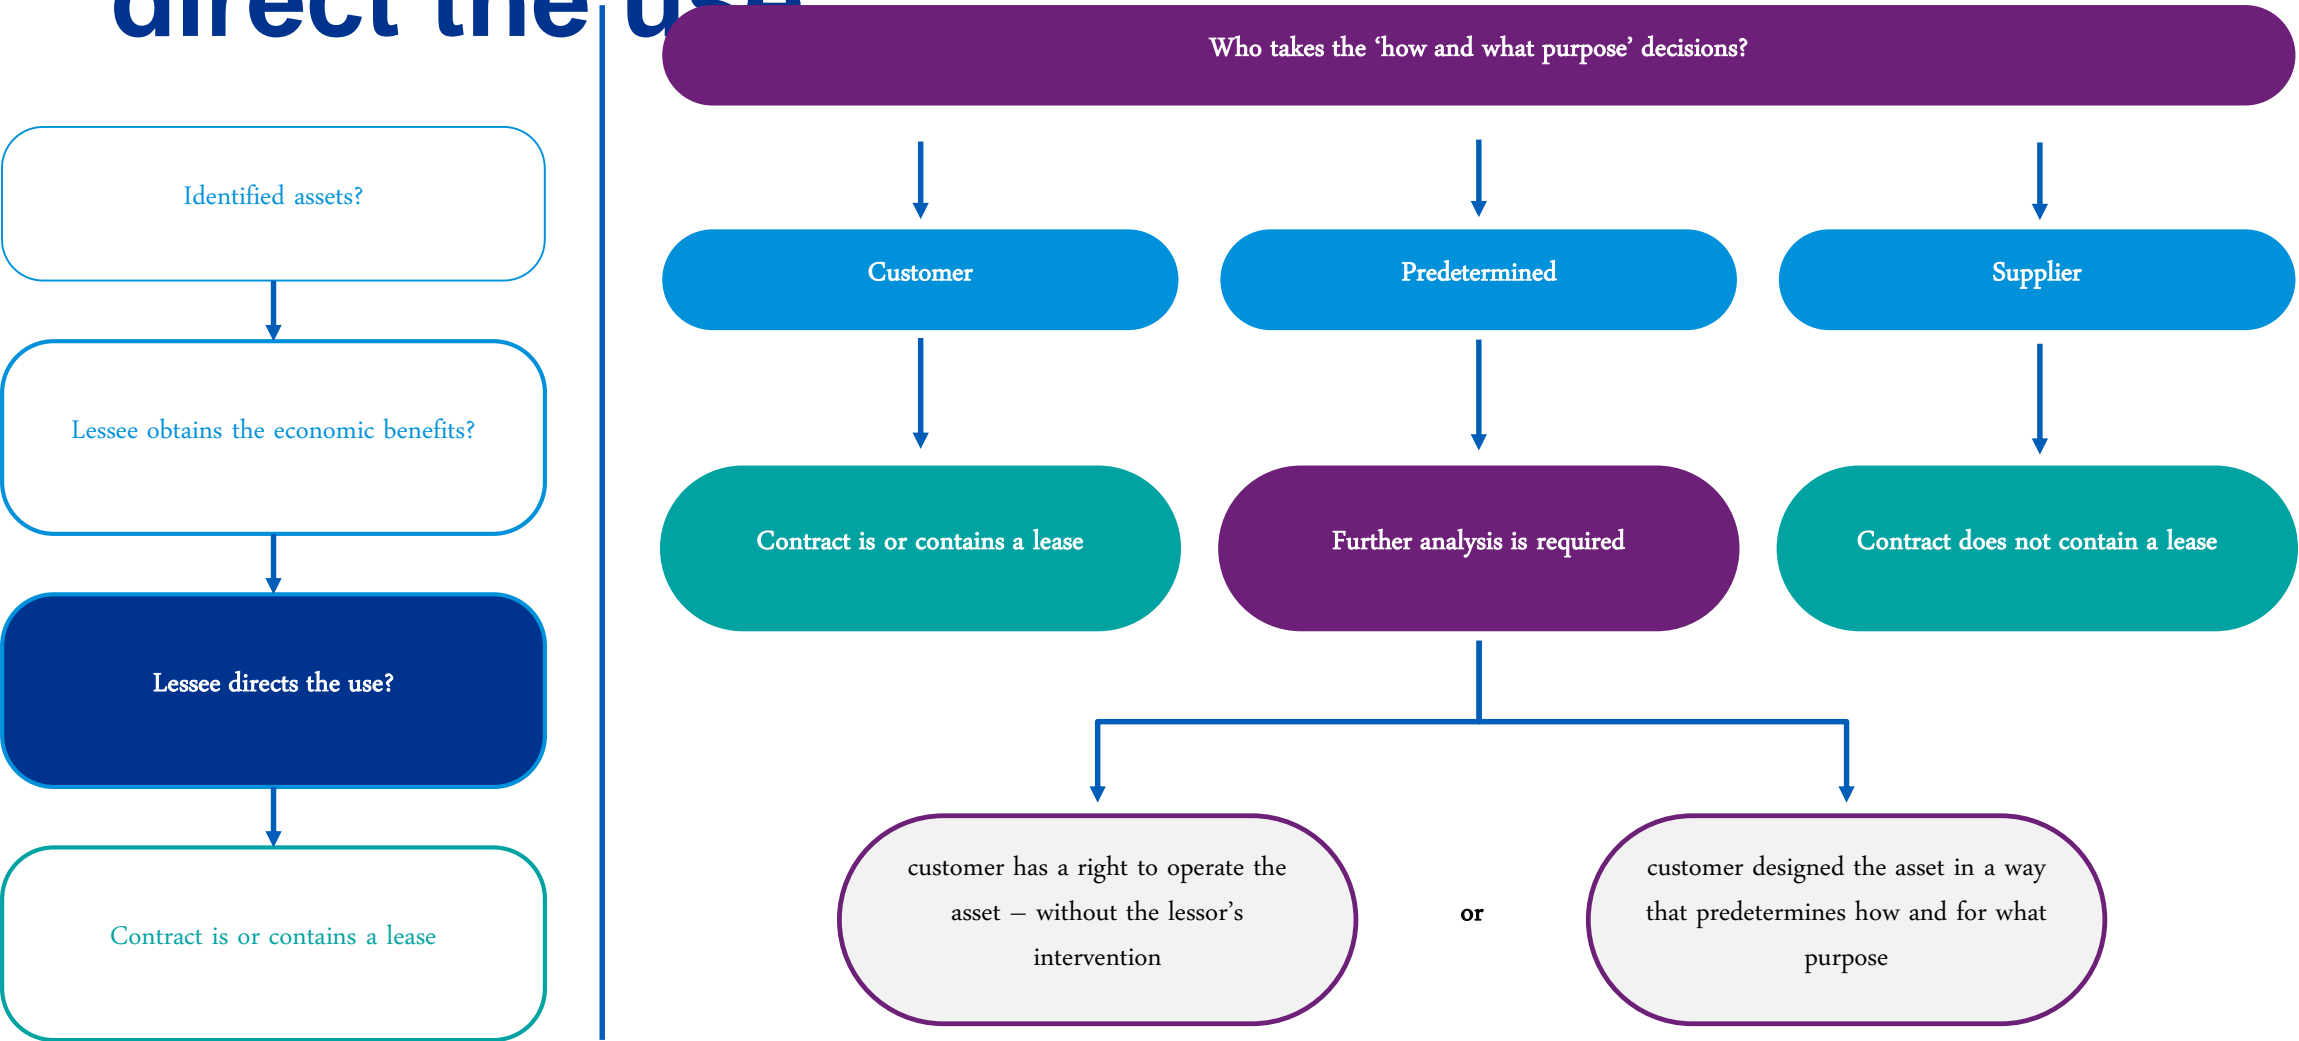 direct the use
Identified assets?
Lessee obtains the economic benefits?
Lessee directs the use?
Contract is or contains a lease
Who takes the ‘how and what purpose’ decisions?
Customer
Predetermined
Supplier
Contract is or contains a lease
Further analysis is required
Contract does not contain a lease
customer has a right to operate the
asset – without the lessor’s
intervention
or
customer designed the asset in a way
that predetermines how and for what
purpose